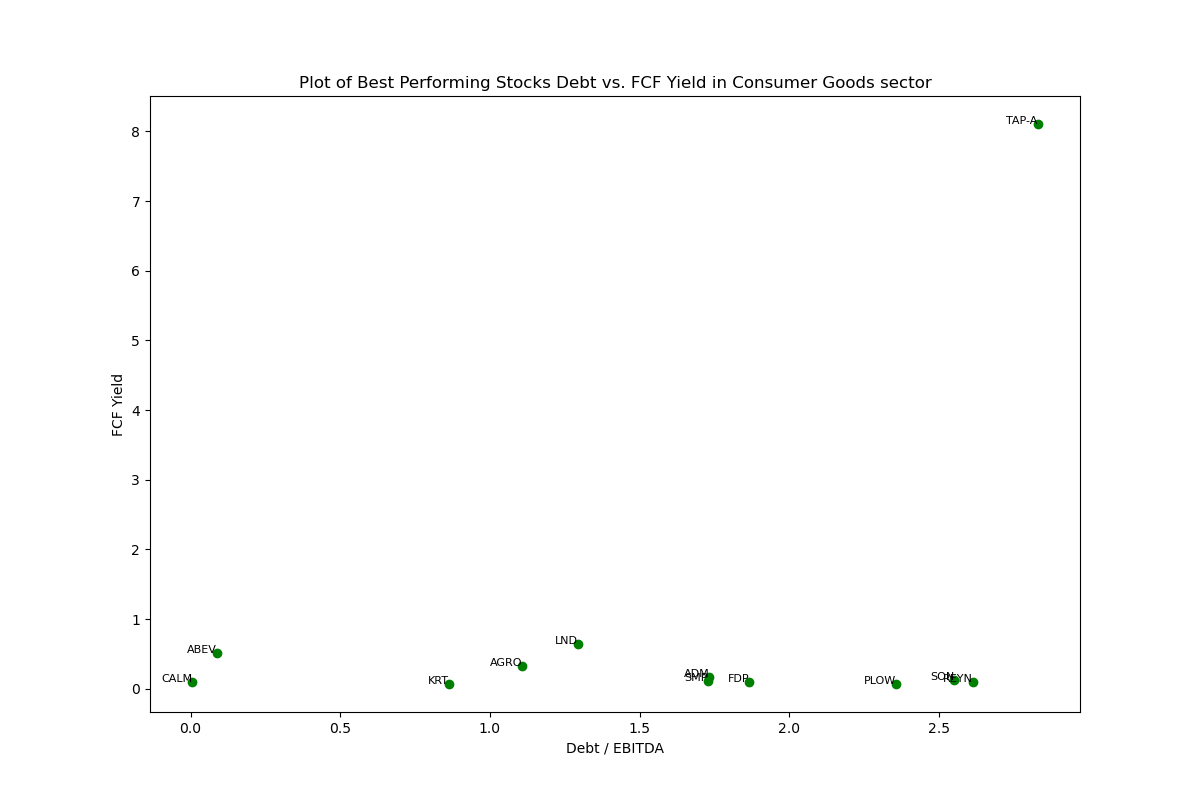 Plot of Best Performing Stocks Debt vs. FCF Yield in Consumer Goods sector
TAP-A
8
7
6
5
4
3
2
1
0
FCF Yield
LND
ABEV
AGRO
ADM
SMP
SON
REYN
CALM
FDP
KRT
PLOW
0.0 0.5 1.0 1.5 2.0 2.5
Debt / EBITDA